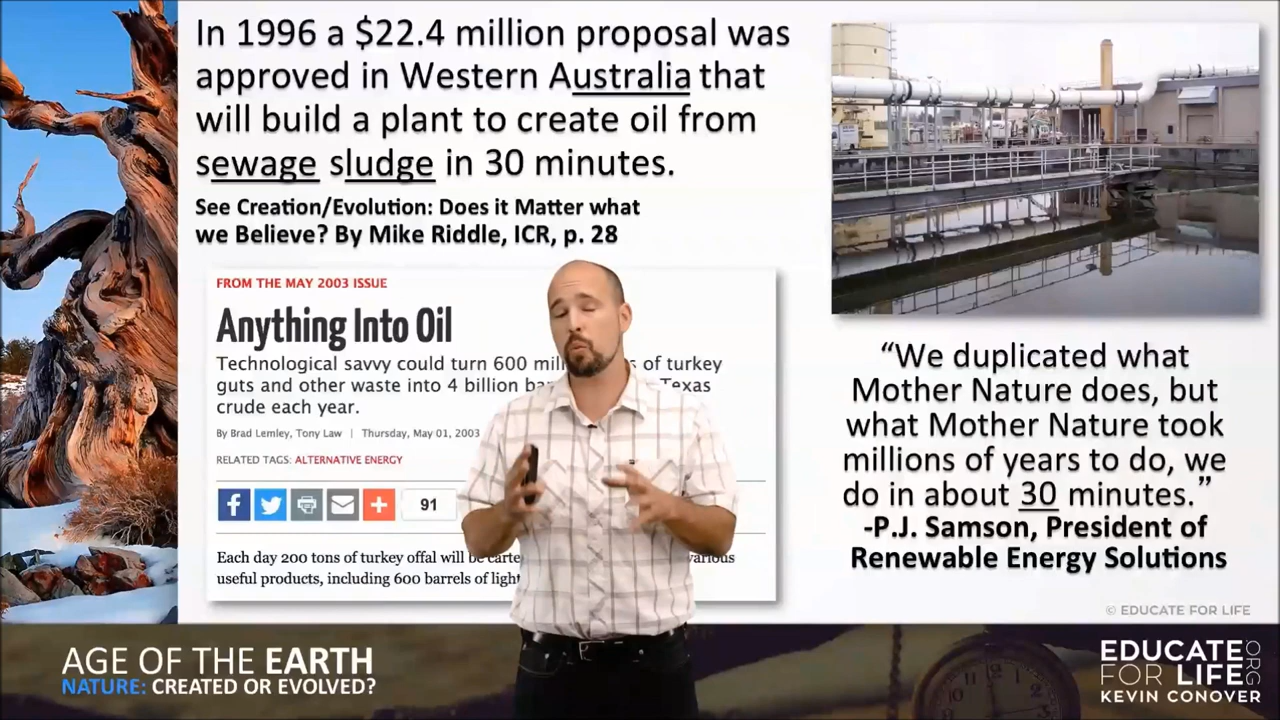 In 1996 a $22.4 million proposal was
approved in Western Australia that
will build a plant to create oil from
sewage sludge in 30 minutes.
See Creation/Evolution: Does it Matter what
we Believe? By Mike Riddle, ICR, p. 28
FROM THE MAY 2003 ISSUE
Anything Into Oil
Technological savvy could turn 600 mill s of turkey
guts and other waste into 4 billion ba Texas
crude each year.
By Brad Lemley, Tony Law | Thursday, May 01, 2003
RELATED TAGS: ALTERNATIVE ENERGY
91
Each day 200 tons of turkey offal will be carte various
useful products, including 600 barrels of light
“We duplicated what
Mother Nature does, but
what Mother Nature took
millions of years to do, we
do in about 30 minutes.”
-P.J. Samson, President of
Renewable Energy Solutions
© EDUCATE FOR LIFE
AGE OF THE EARTH
NATURE: CREATED OR EVOLVED?
EDUCATE
FOR LIFE.ORG
KEVIN CONOVER